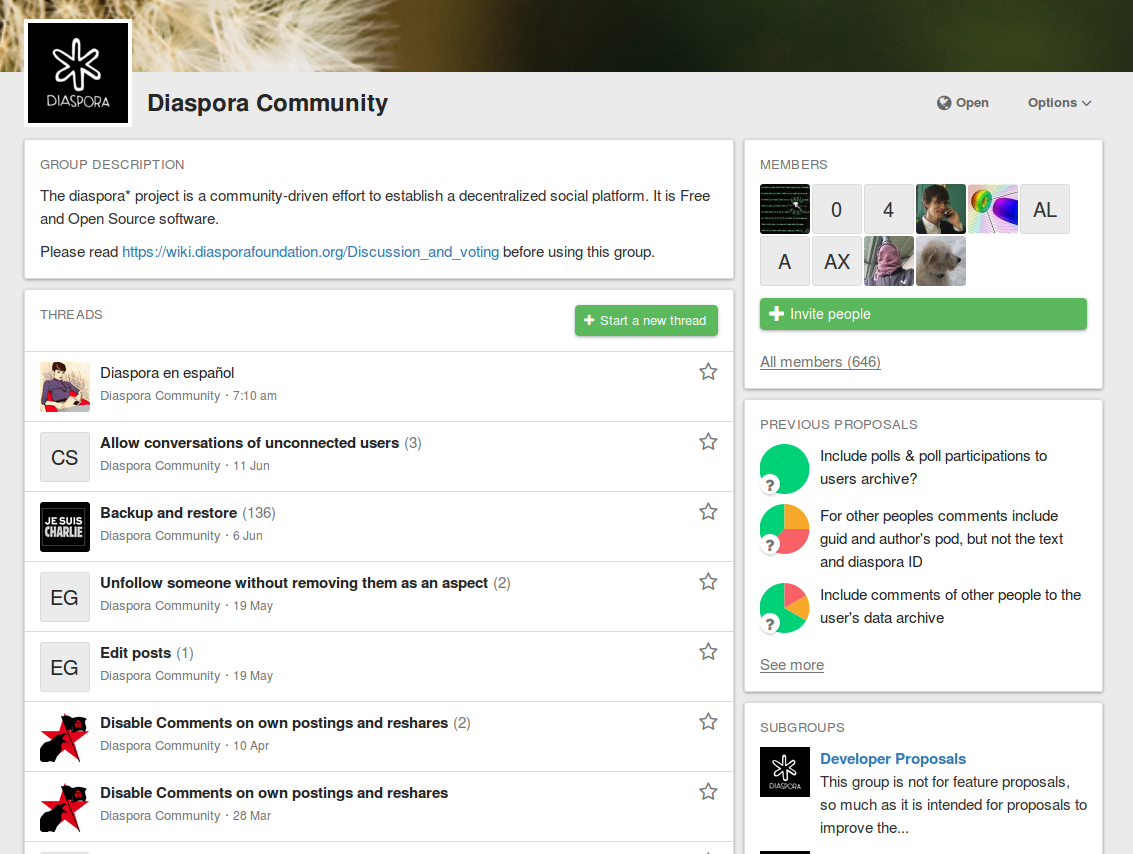 DIASPORA
Diaspora Community
Open
Options
GROUP DESCRIPTION
The diaspora* project is a community-driven effort to establish a decentralized social platform. It is Free
and Open Source software.
Please read https://wiki.diasporafoundation.org/Discussion_and_voting before using this group.
THREADS
Start a new thread
Diaspora en español
Diaspora Community · 7:10 am
CS
Allow conversations of unconnected users (3)
Diaspora Community · 11 Jun
JE SUIS
CHARLIE
Backup and restore (136)
Diaspora Community · 6 Jun
EG
Unfollow someone without removing them as an aspect (2)
Diaspora Community · 19 May
EG
Edit posts (1)
Diaspora Community · 19 May
Disable Comments on own postings and reshares (2)
Diaspora Community · 10 Apr
Disable Comments on own postings and reshares
Diaspora Community · 28 Mar
MEMBERS
0
4
AL
A
AX
Invite people
All members (646)
PREVIOUS PROPOSALS
?
Include polls & poll participations to
users archive?
?
For other peoples comments include
guid and author's pod, but not the text
and diaspora ID
?
Include comments of other people to the
user's data archive
See more
SUBGROUPS
DIASPORA
Developer Proposals
This group is not for feature proposals,
so much as it is intended for proposals to
improve the...